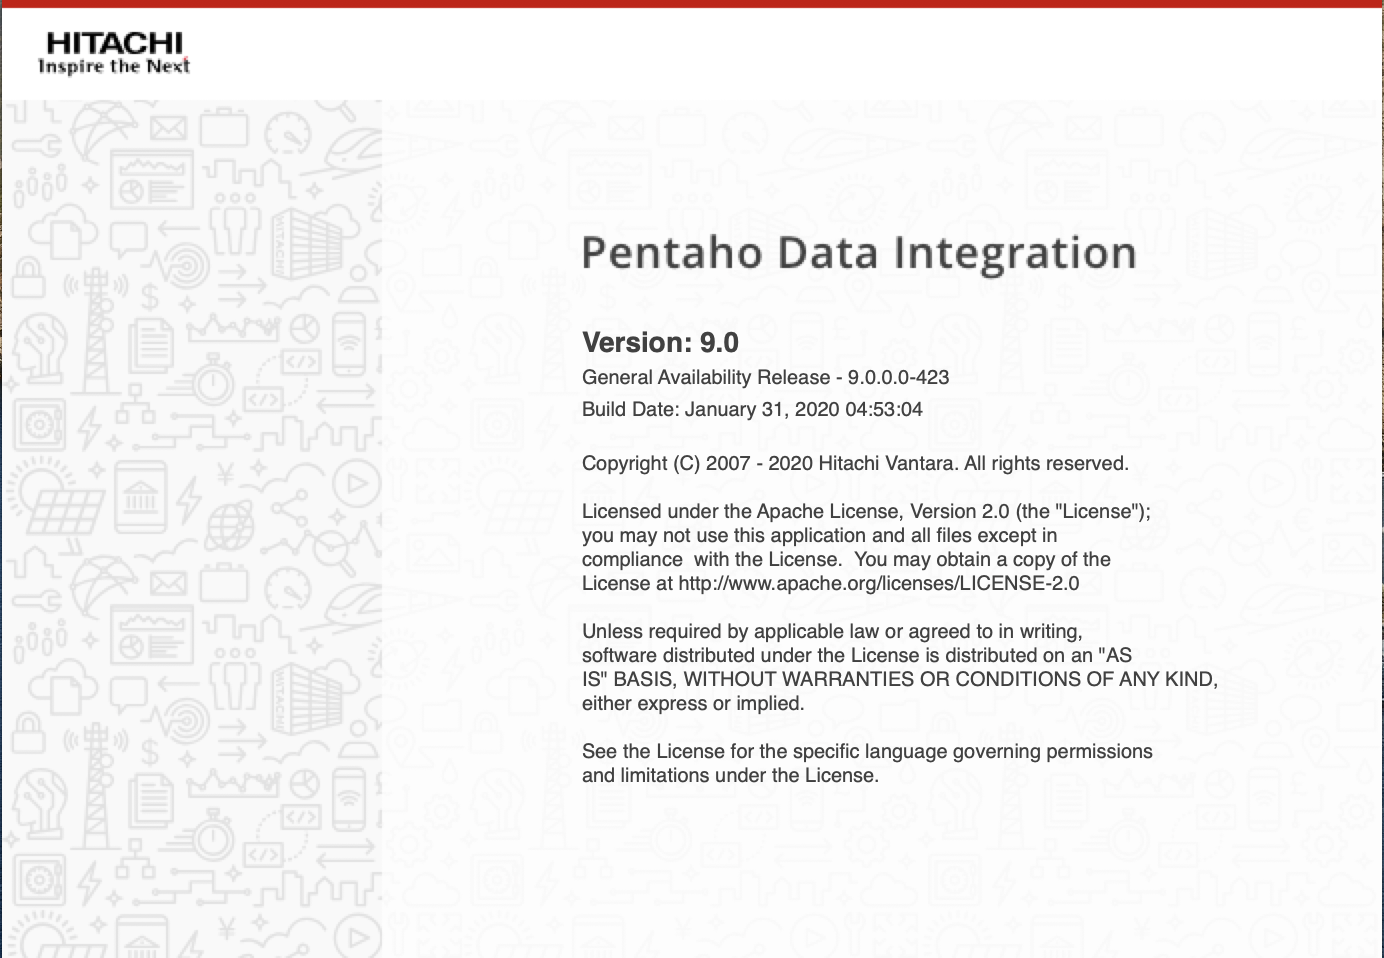 HITACHI
Inspire the Next
Pentaho Data Integration
Version: 9.0
General Availability Release - 9.0.0.0-423
Build Date: January 31, 2020 04:53:04
Copyright (C) 2007 - 2020 Hitachi Vantara. All rights reserved.
Licensed under the Apache License, Version 2.0 (the "License");
you may not use this application and all files except in
compliance  with the License.  You may obtain a copy of the
License at http://www.apache.org/licenses/LICENSE-2.0
Unless required by applicable law or agreed to in writing,
software distributed under the License is distributed on an "AS
IS" BASIS, WITHOUT WARRANTIES OR CONDITIONS OF ANY KIND,
either express or implied.
See the License for the specific language governing permissions
and limitations under the License.
HITACHI
HITACHI